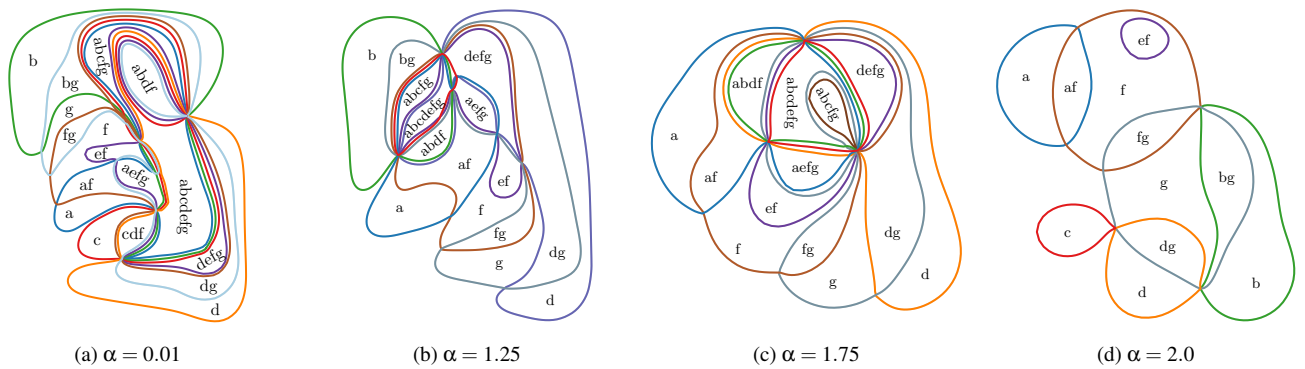 b
bg
g
fg
f
ef
aefg
af
a
c
cdf
abcfg
abdf
abcdefg
defg
dg
d
(a) α = 0.01
b
bg
defg
abcfg
abcdefg
abdf
aefg
af
ef
a
f
fg
g
dg
d
(b) α = 1.25
a
abdf
abcdefg
abcfg
defg
af
aefg
ef
f
fg
g
dg
d
(c) α = 1.75
ef
a
af
f
fg
g
bg
c
dg
d
b
(d) α = 2.0